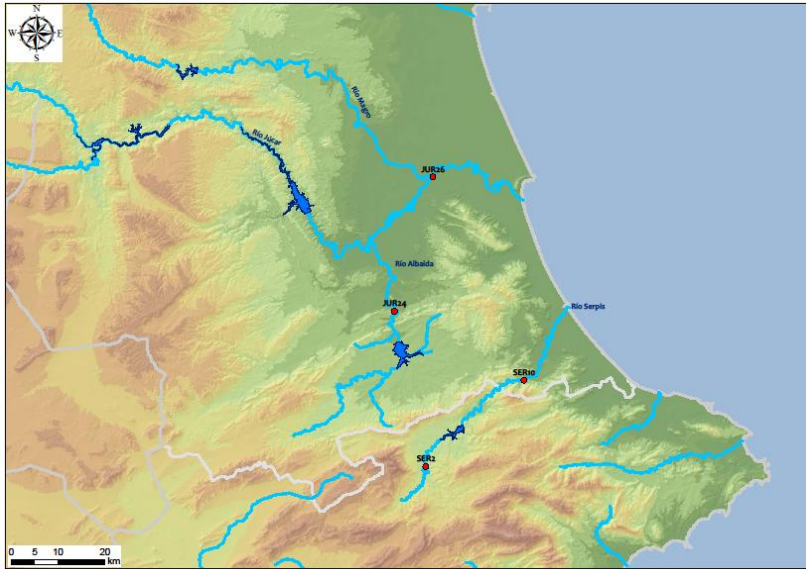 N
W
E
S
Río Magro
Río Júcar
JUR26
Río Albaida
JUR24
Río Serpis
SER10
SER2
0 5 10 20
km